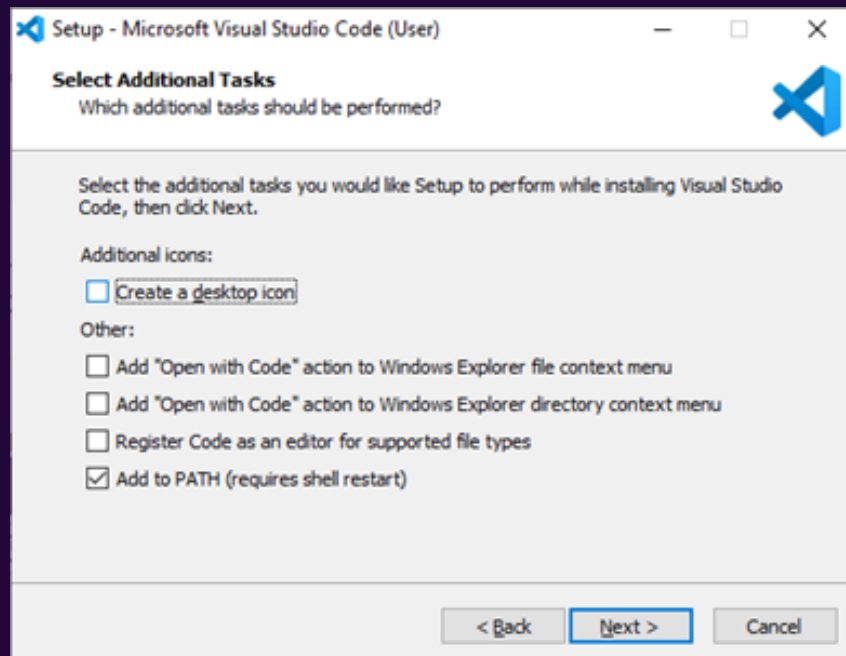 Setup - Microsoft Visual Studio Code (User)
Select Additional Tasks
Which additional tasks should be performed?
Select the additional tasks you would like Setup to perform while installing Visual Studio
Code, then click Next.
Additional icons:
Create a desktop icon
Other:
Add "Open with Code" action to Windows Explorer file context menu
Add "Open with Code" action to Windows Explorer directory context menu
Register Code as an editor for supported file types
Add to PATH (requires shell restart)
< Back Next > Cancel